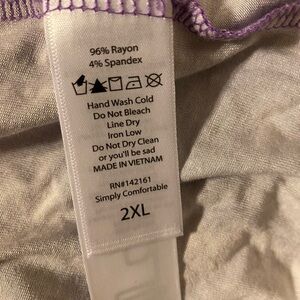 96% Rayon
4% Spandex
Hand Wash Cold
Do Not Bleach
Line Dry
Iron Low
Do Not Dry Clean
or you'll be sad
MADE IN VIETNAM
RN#142161
Simply Comfortable
2XL